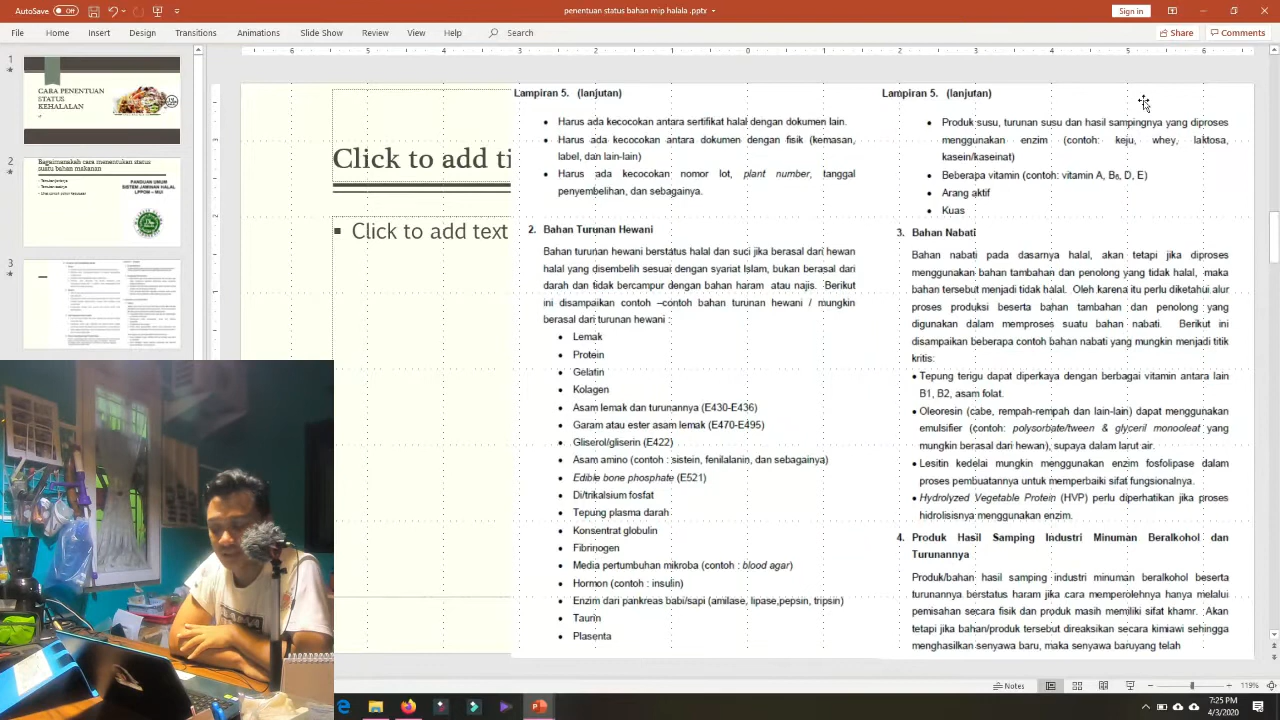 AutoSave Off
penentuan status bahan mip halala .pptx
Sign in
File Home Insert Design Transitions Animations Slide Show Review View Help Search
Share
Comments
CARA PENENTUAN
STATUS
KEHALALAN
Bagaimanakah cara menentukan status
suatu bahan makanan
PANDUAN UMUM
SISTEM JAMINAN HALAL
LPPOM - MUI
Click to add ti
Click to add text
Lampiran 5. (lanjutan)
• Harus ada kecocokan antara sertifikat halal dengan dokumen lain.
• Harus ada kecocokan antara dokumen dengan fisik (kemasan,
label, dan lain-lain)
• Harus ada kecocokan nomor lot, plant number, tanggal
penyembelihan, dan sebagainya.
2. Bahan Turunan Hewani
Bahan turunan hewani berstatus halal dan suci jika berasal dari hewan
halal yang disembelih sesuai dengan syariat Islam, bukan berasal dari
darah dan tidak bercampur dengan bahan haram atau najis. Berikut
ini disampaikan contoh –contoh bahan turunan hewani / mungkin
berasal dari turunan hewani :
• Lemak
• Protein
• Gelatin
• Kolagen
• Asam lemak dan turunannya (E430-E436)
• Garam atau ester asam lemak (E470-E495)
• Gliserol/gliserin (E422)
• Asam amino (contoh : sistein, fenilalanin, dan sebagainya)
• Edible bone phosphate (E521)
• Di/trikalsium fosfat
• Tepung plasma darah
• Konsentrat globulin
• Fibrinogen
• Media pertumbuhan mikroba (contoh : blood agar)
• Hormon (contoh : insulin)
• Enzim dari pankreas babi/sapi (amilase, lipase,pepsin, tripsin)
• Taurin
• Plasenta
Lampiran 5. (lanjutan)
• Produk susu, turunan susu dan hasil sampingnya yang diproses
menggunakan enzim (contoh: keju, whey, laktosa,
kasein/kaseinat)
• Beberapa vitamin (contoh: vitamin A, B6, D, E)
• Arang aktif
• Kuas
3. Bahan Nabati
Bahan nabati pada dasarnya halal, akan tetapi jika diproses
menggunakan bahan tambahan dan penolong yang tidak halal, maka
bahan tersebut menjadi tidak halal. Oleh karena itu perlu diketahui alur
proses produksi beserta bahan tambahan dan penolong yang
digunakan dalam memproses suatu bahan nabati. Berikut ini
disampaikan beberapa contoh bahan nabati yang mungkin menjadi titik
kritis:
• Tepung terigu dapat diperkaya dengan berbagai vitamin antara lain
B1, B2, asam folat.
• Oleoresin (cabe, rempah-rempah dan lain-lain) dapat menggunakan
emulsifier (contoh: polysorbate/tween & glyceril monooleat yang
mungkin berasal dari hewan), supaya dalam larut air.
• Lesitin kedelai mungkin menggunakan enzim fosfolipase dalam
proses pembuatannya untuk memperbaiki sifat fungsionalnya.
• Hydrolyzed Vegetable Protein (HVP) perlu diperhatikan jika proses
hidrolisisnya menggunakan enzim.
4. Produk Hasil Samping Industri Minuman Beralkohol dan
Turunannya
Produk/bahan hasil samping industri minuman beralkohol beserta
turunannya berstatus haram jika cara memperolehnya hanya melalui
pemisahan secara fisik dan produk masih memiliki sifat khamr. Akan
tetapi jika bahan/produk tersebut direaksikan secara kimiawi sehingga
menghasilkan senyawa baru, maka senyawa baruyang telah
Notes
119%
7:25 PM
4/3/2020